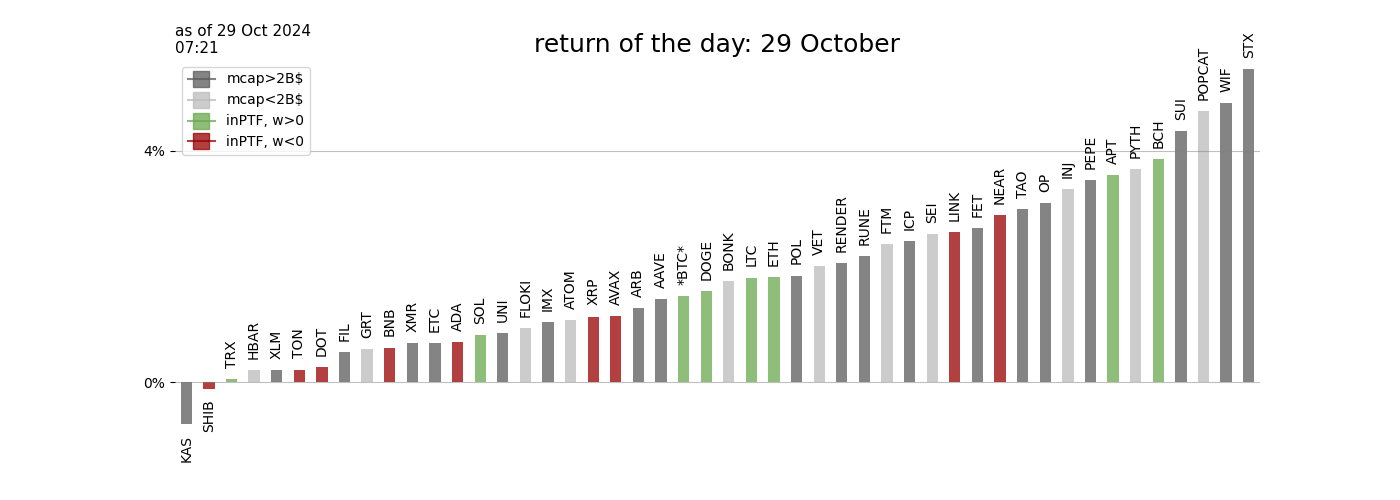 as of 29 Oct 2024
07:21
return of the day: 29 October
mcap>2B$
mcap<2B$
inPTF, w>0
inPTF, w<0
4%
0%
KAS
SHIB
TRX
HBAR
XLM
TON
DOT
FIL
GRT
BNB
XMR
ETC
ADA
SOL
UNI
FLOKI
IMX
ATOM
XRP
AVAX
ARB
AAVE
*BTC*
DOGE
BONK
LTC
ETH
POL
VET
RENDER
RUNE
FTM
ICP
SEI
LINK
FET
NEAR
TAO
OP
INJ
PEPE
APT
PYTH
BCH
SUI
POPCAT
WIF
STX